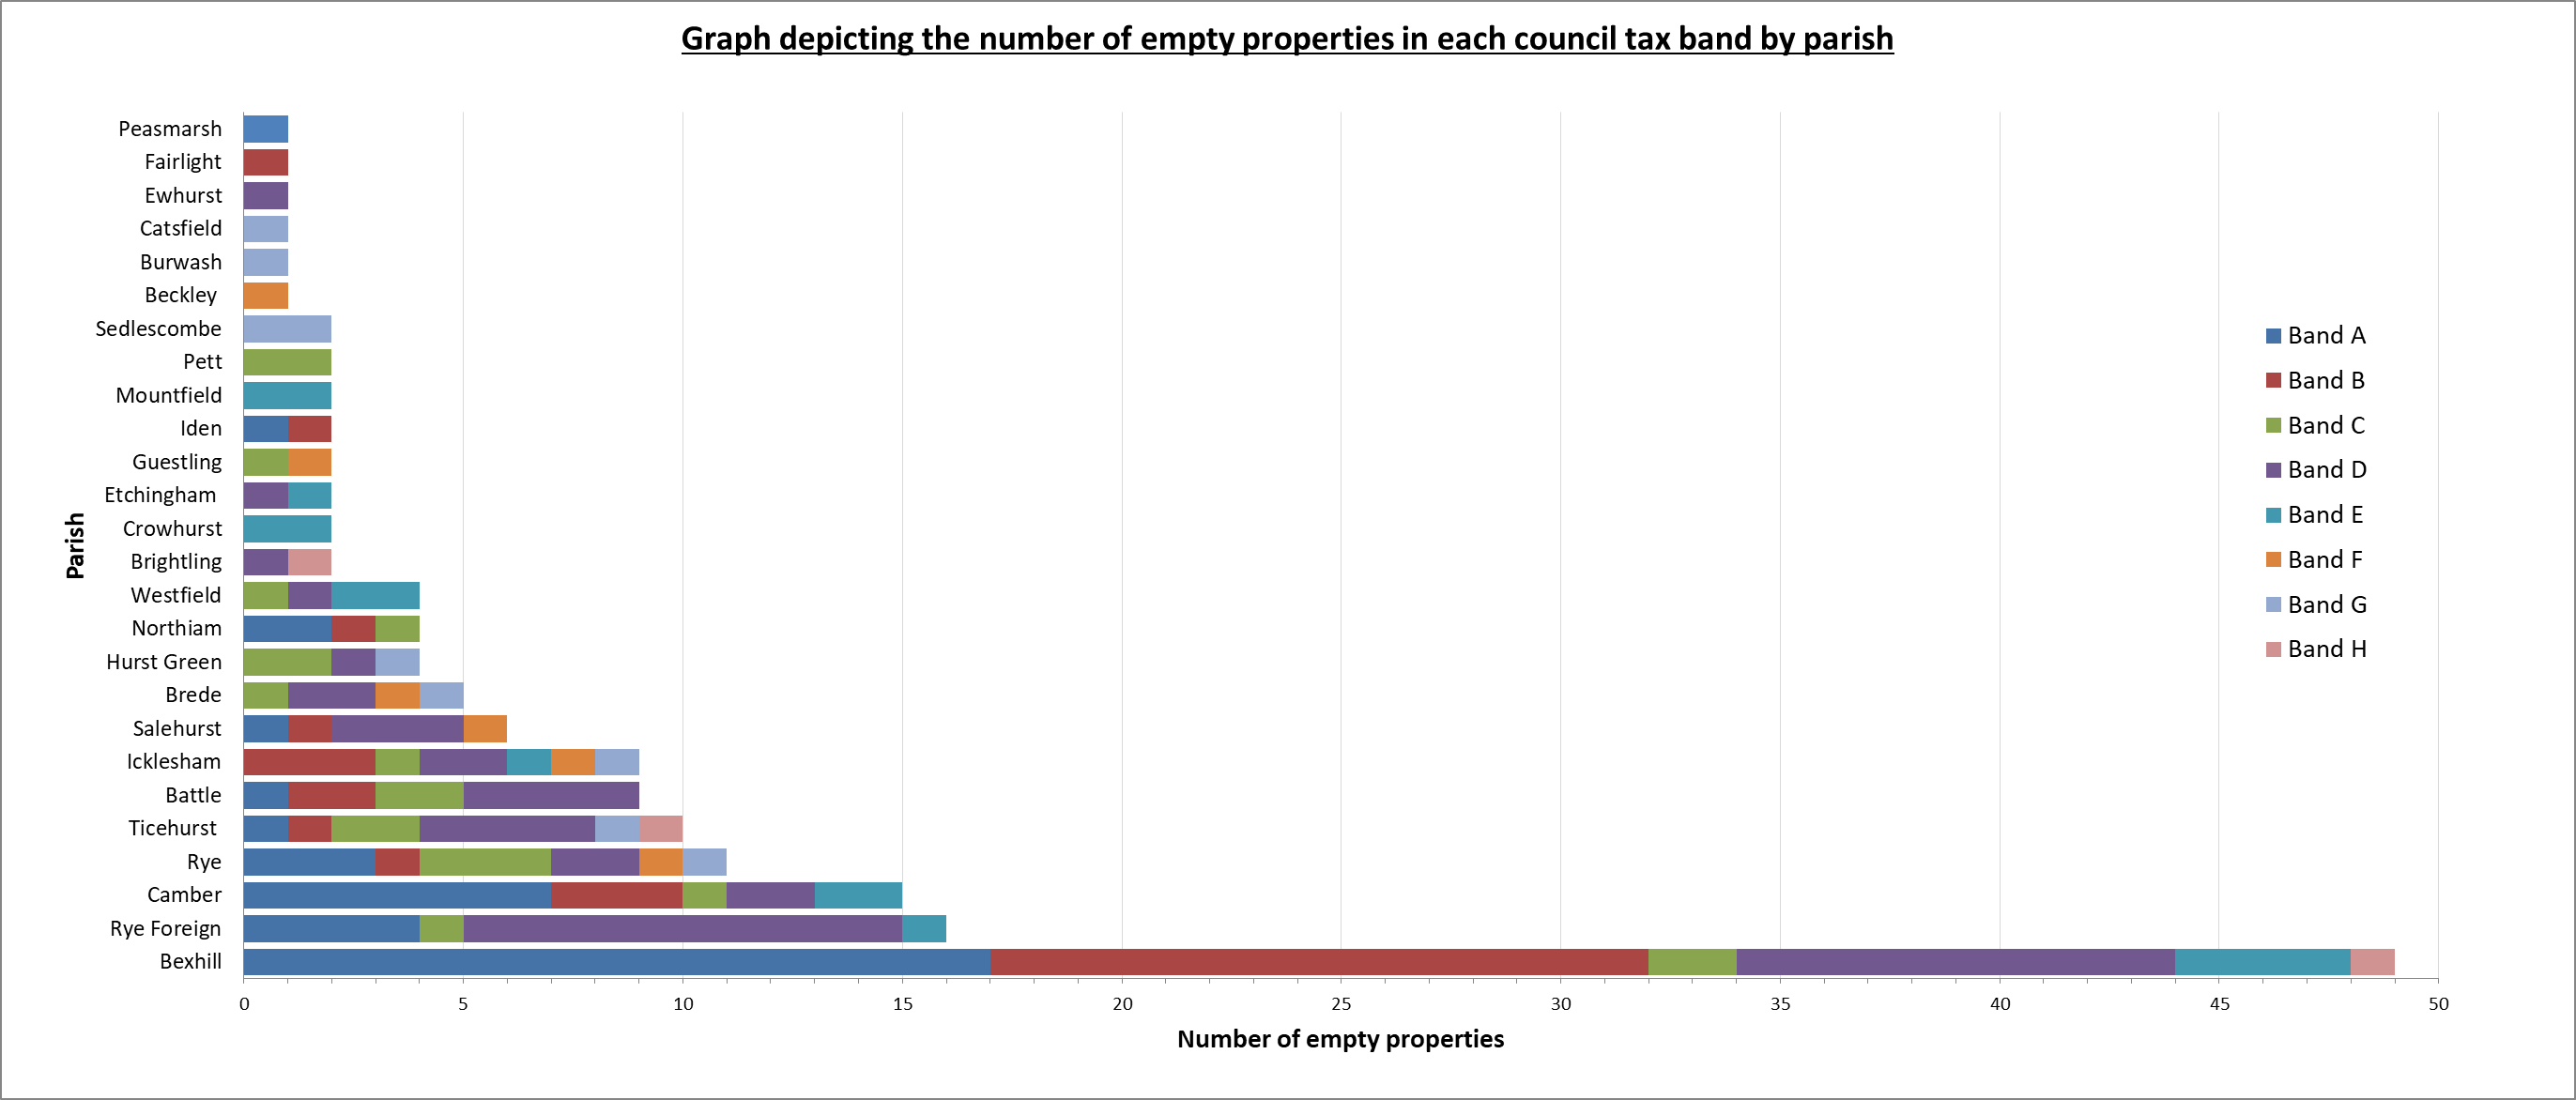 Graph depicting the number of empty properties in each council tax band by parish
Parish
Peasmarsh
Fairlight
Ewhurst
Catsfield
Burwash
Beckley
Sedlescombe
Pett
Mountfield
Iden
Guestling
Etchingham
Crowhurst
Brightling
Westfield
Northiam
Hurst Green
Brede
Salehurst
Icklesham
Battle
Ticehurst
Rye
Camber
Rye Foreign
Bexhill
0 5 10 15 20 25 30 35 40 45 50
Number of empty properties
Band A
Band B
Band C
Band D
Band E
Band F
Band G
Band H